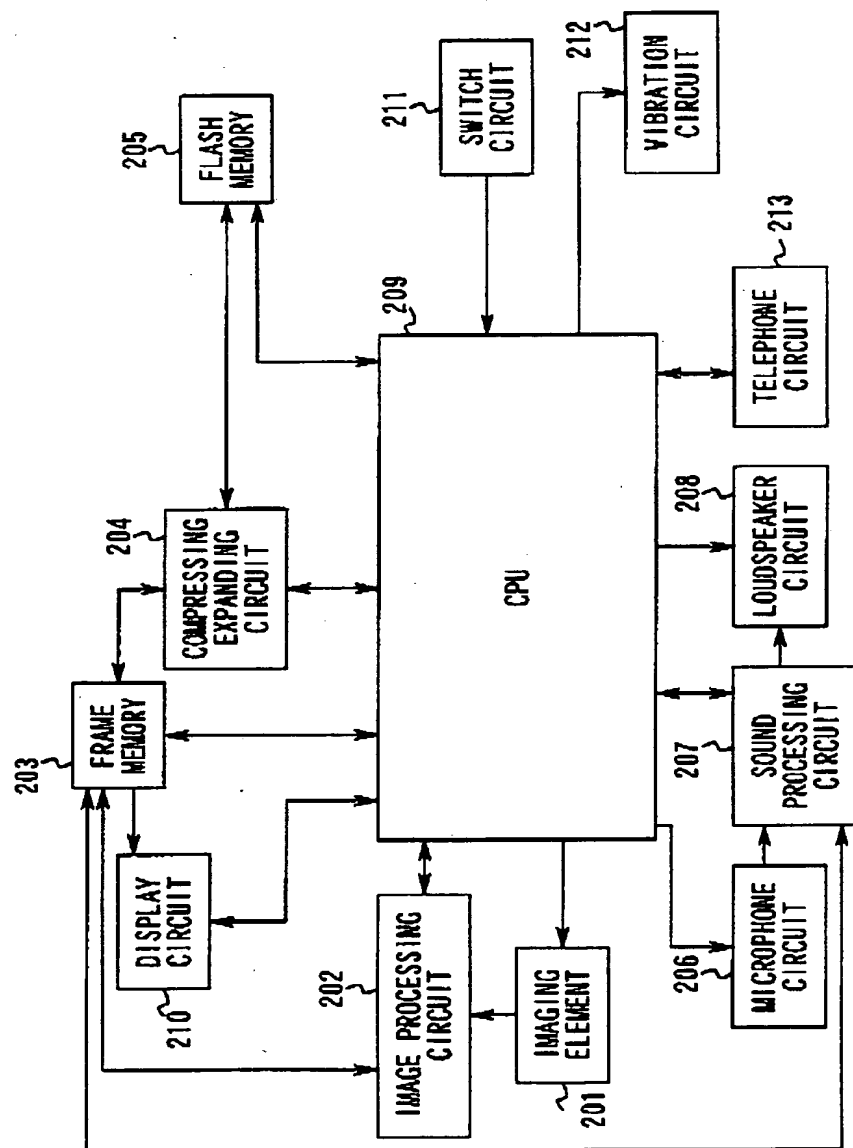 203
FRAME
MEMORY
204
COMPRESSING
EXPANDING
CIRCUIT
205
FLASH
MEMORY
210
DISPLAY
CIRCUIT
202
IMAGE PROCESSING
CIRCUIT
201
IMAGING
ELEMENT
209
CPU
211
SWITCH
CIRCUIT
212
VIBRATION
CIRCUIT
206
MICROPHONE
CIRCUIT
207
SOUND
PROCESSING
CIRCUIT
208
LOUDSPEAKER
CIRCUIT
213
TELEPHONE
CIRCUIT